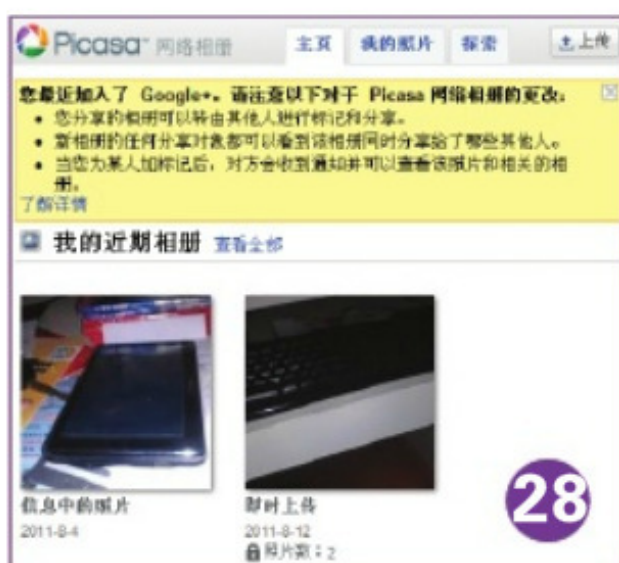 Picasa™ 网络相册 主页 我的照片 探索 上传
您最近加入了 Google+。请注意以下对于 Picasa 网络相册的更改:
• 您分享的相册可以转由其他人进行标记和分享。
• 新相册的任何分享对象都可以看到该相册同时分享给了哪些其他人。
• 当您为某人加标记后,对方会收到通知并可以查看该照片和相关的相
册。
了解详情
我的近期相册 查看全部
信息中的照片 即时上传
2011-8-4 2011-8-12
照片数:2
28